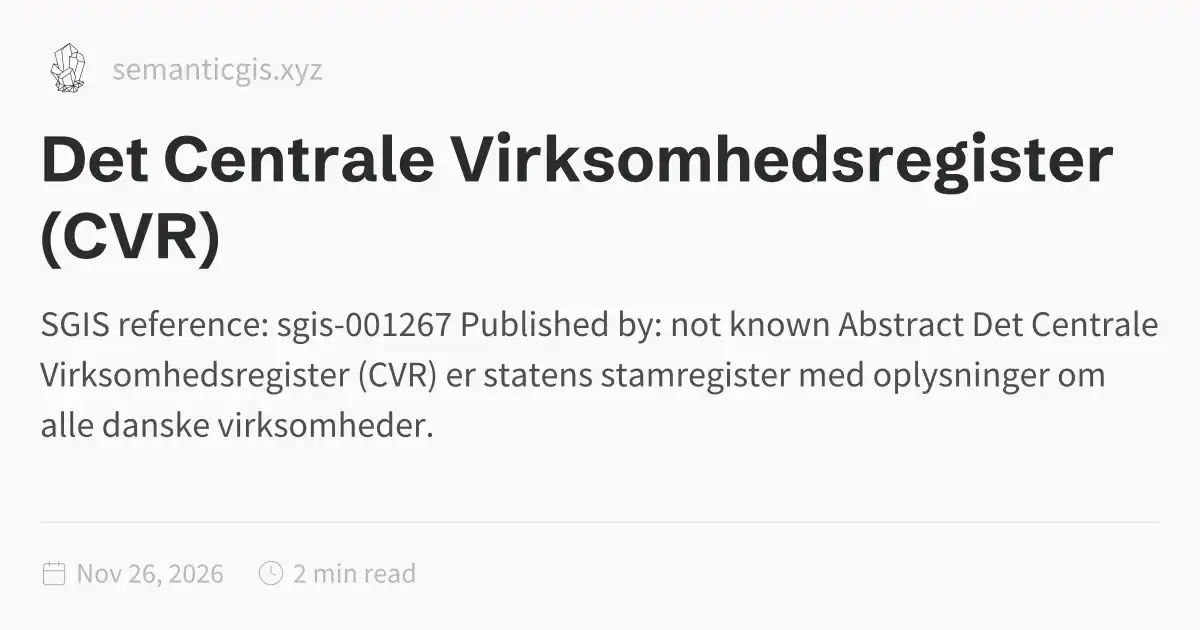 semanticgis.xyz
Det Centrale Virksomhedsregister
(CVR)
SGIS reference: sgis-001267 Published by: not known Abstract Det Centrale
Virksomhedsregister (CVR) er statens stamregister med oplysninger om
alle danske virksomheder.
Nov 26, 2026 2 min read